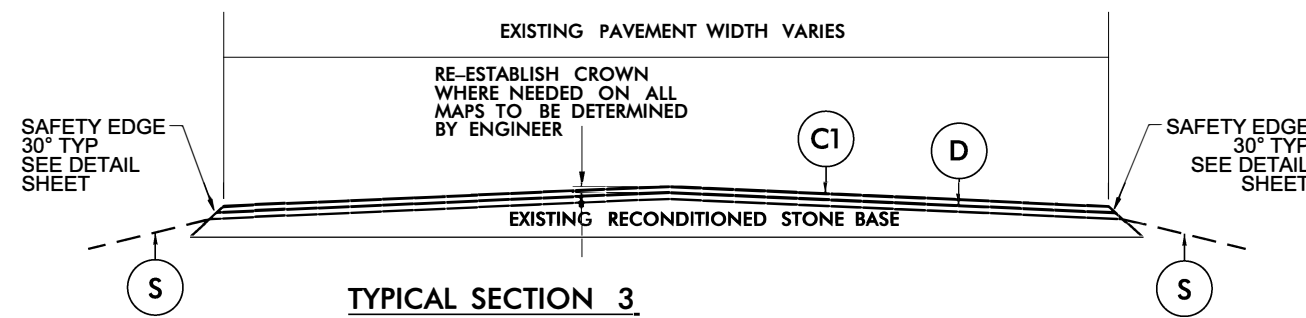 EXISTING PAVEMENT WIDTH VARIES
RE-ESTABLISH CROWN
WHERE NEEDED ON ALL
MAPS TO BE DETERMINED
BY ENGINEER
SAFETY EDGE
30° TYP
SEE DETAIL
SHEET
C1
D
SAFETY EDGE
30° TYP
SEE DETAIL
SHEET
EXISTING RECONDITIONED STONE BASE
S
S
TYPICAL SECTION 3